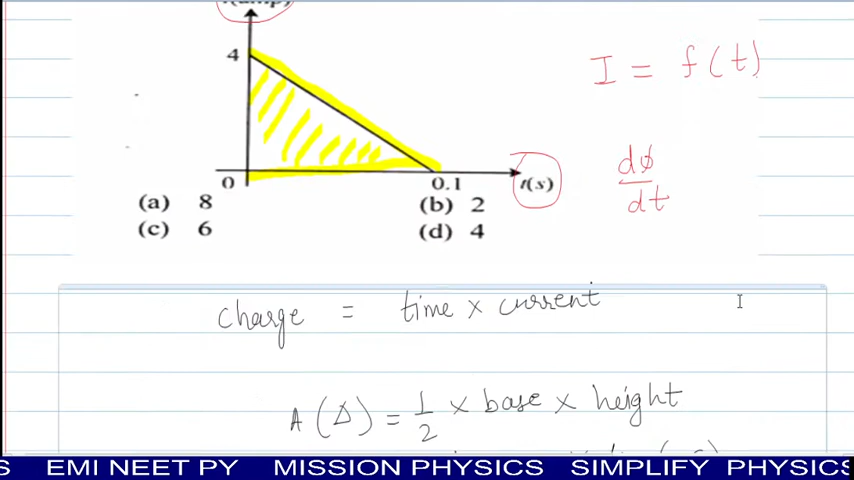 4
I = f(t)
dϕ
dt
0
0.1
t(s)
(a) 8
(b) 2
(c) 6
(d) 4
charge = time × current
A (Δ) = 1/2 × base × height
S EMI NEET PY MISSION PHYSICS SIMPLIFY PHYSICS